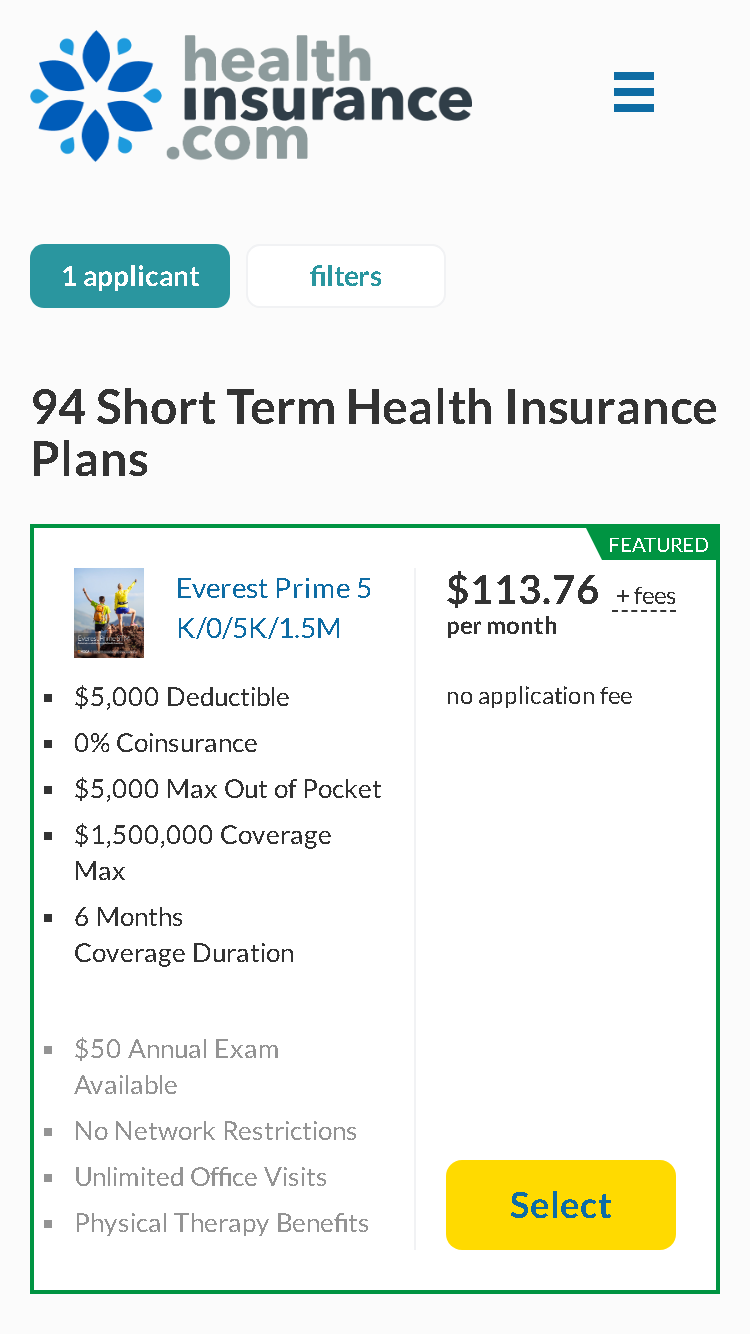 health
insurance
.com
1 applicant
filters
94 Short Term Health Insurance
Plans
FEATURED
Everest Prime 5
K/0/5K/1.5M
$5,000 Deductible
0% Coinsurance
$5,000 Max Out of Pocket
$1,500,000 Coverage
Max
6 Months
Coverage Duration
$50 Annual Exam
Available
No Network Restrictions
Unlimited Office Visits
Physical Therapy Benefits
$113.76 + fees
per month
no application fee
Select